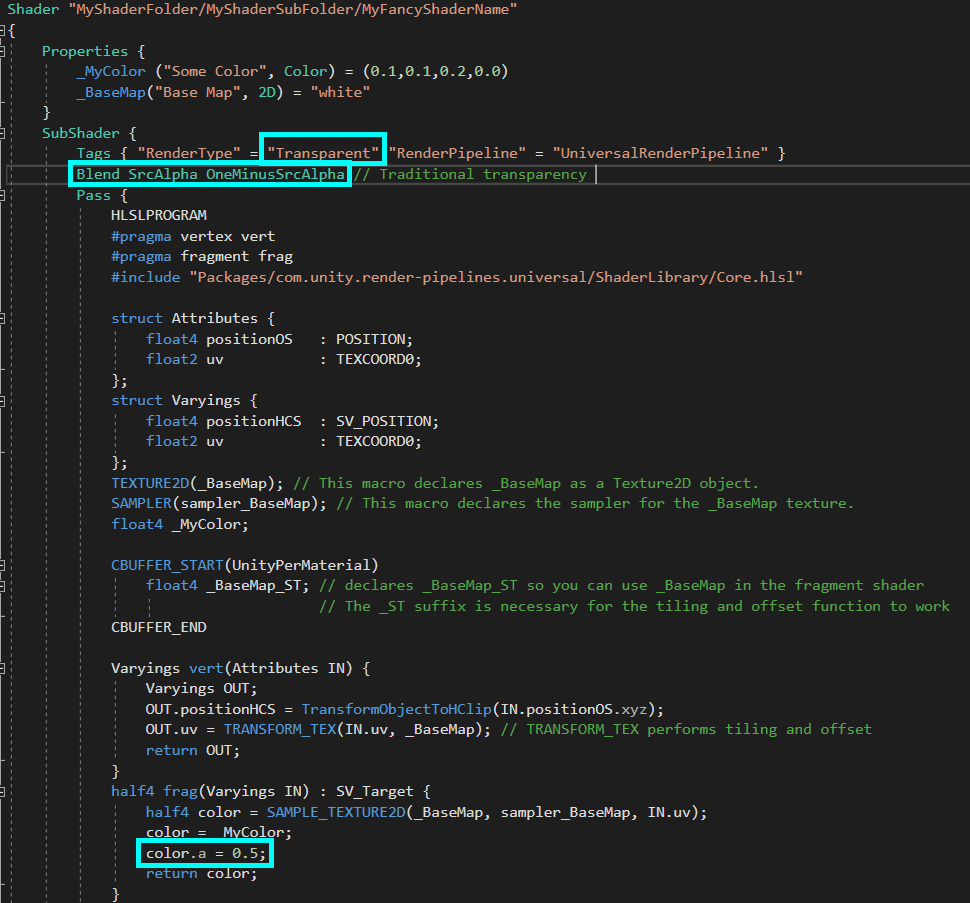 Shader "MyShaderFolder/MyShaderSubFolder/MyFancyShaderName"
{
Properties {
_MyColor ("Some Color", Color) = (0.1,0.1,0.2,0.0)
_BaseMap("Base Map", 2D) = "white"
}
SubShader {
Tags { "RenderType" = "Transparent" "RenderPipeline" = "UniversalRenderPipeline" }
Blend SrcAlpha OneMinusSrcAlpha // Traditional transparency
Pass {
HLSLPROGRAM
#pragma vertex vert
#pragma fragment frag
#include "Packages/com.unity.render-pipelines.universal/ShaderLibrary/Core.hlsl"
struct Attributes {
float4 positionOS : POSITION;
float2 uv : TEXCOORD0;
};
struct Varyings {
float4 positionHCS : SV_POSITION;
float2 uv : TEXCOORD0;
};
TEXTURE2D(_BaseMap); // This macro declares _BaseMap as a Texture2D object.
SAMPLER(sampler_BaseMap); // This macro declares the sampler for the _BaseMap texture.
float4 _MyColor;
CBUFFER_START(UnityPerMaterial)
float4 _BaseMap_ST; // declares _BaseMap_ST so you can use _BaseMap in the fragment shader
// The _ST suffix is necessary for the tiling and offset function to work
CBUFFER_END
Varyings vert(Attributes IN) {
Varyings OUT;
OUT.positionHCS = TransformObjectToHClip(IN.positionOS.xyz);
OUT.uv = TRANSFORM_TEX(IN.uv, _BaseMap); // TRANSFORM_TEX performs tiling and offset
return OUT;
}
half4 frag(Varyings IN) : SV_Target {
half4 color = SAMPLE_TEXTURE2D(_BaseMap, sampler_BaseMap, IN.uv);
color = _MyColor;
color.a = 0.5;
return color;
}